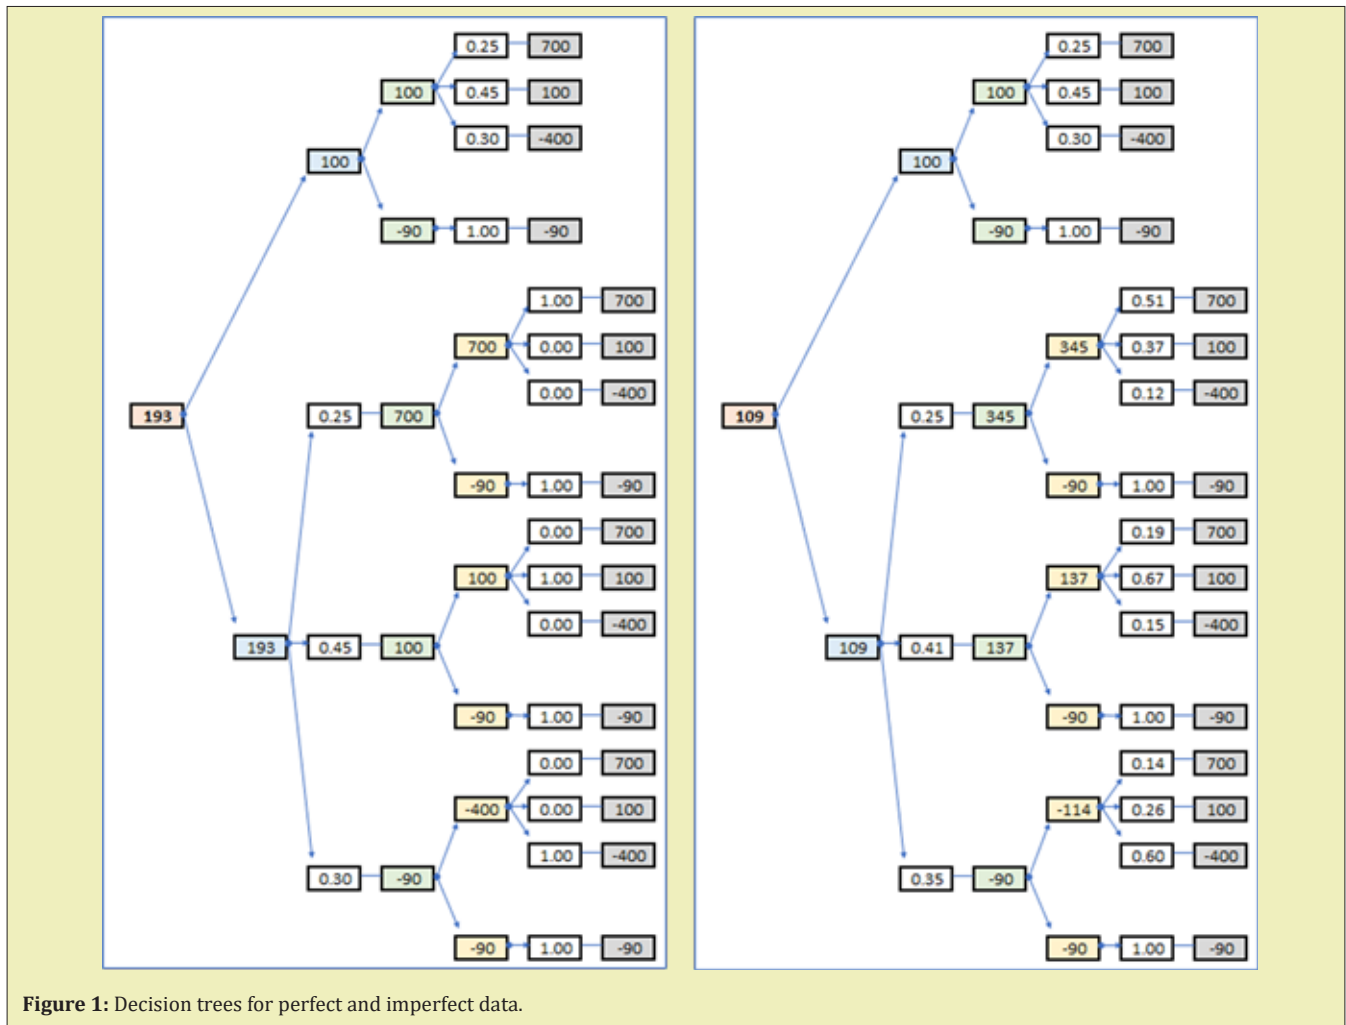 0.25 700
100 0.45 100
0.30 -400
100
-90 1.00 -90
1.00 700
700 0.00 100
0.00 -400
193 0.25 700
-90 1.00 -90
0.00 700
100 1.00 100
0.00 -400
193 0.45 100
-90 1.00 -90
0.00 700
-400 0.00 100
1.00 -400
0.30 -90
-90 1.00 -90
0.25 700
100 0.45 100
0.30 -400
100
-90 1.00 -90
0.51 700
345 0.37 100
0.12 -400
109 0.25 345
-90 1.00 -90
0.19 700
137 0.67 100
0.15 -400
109 0.41 137
-90 1.00 -90
0.14 700
-114 0.26 100
0.60 -400
0.35 -90
-90 1.00 -90
Figure 1: Decision trees for perfect and imperfect data.